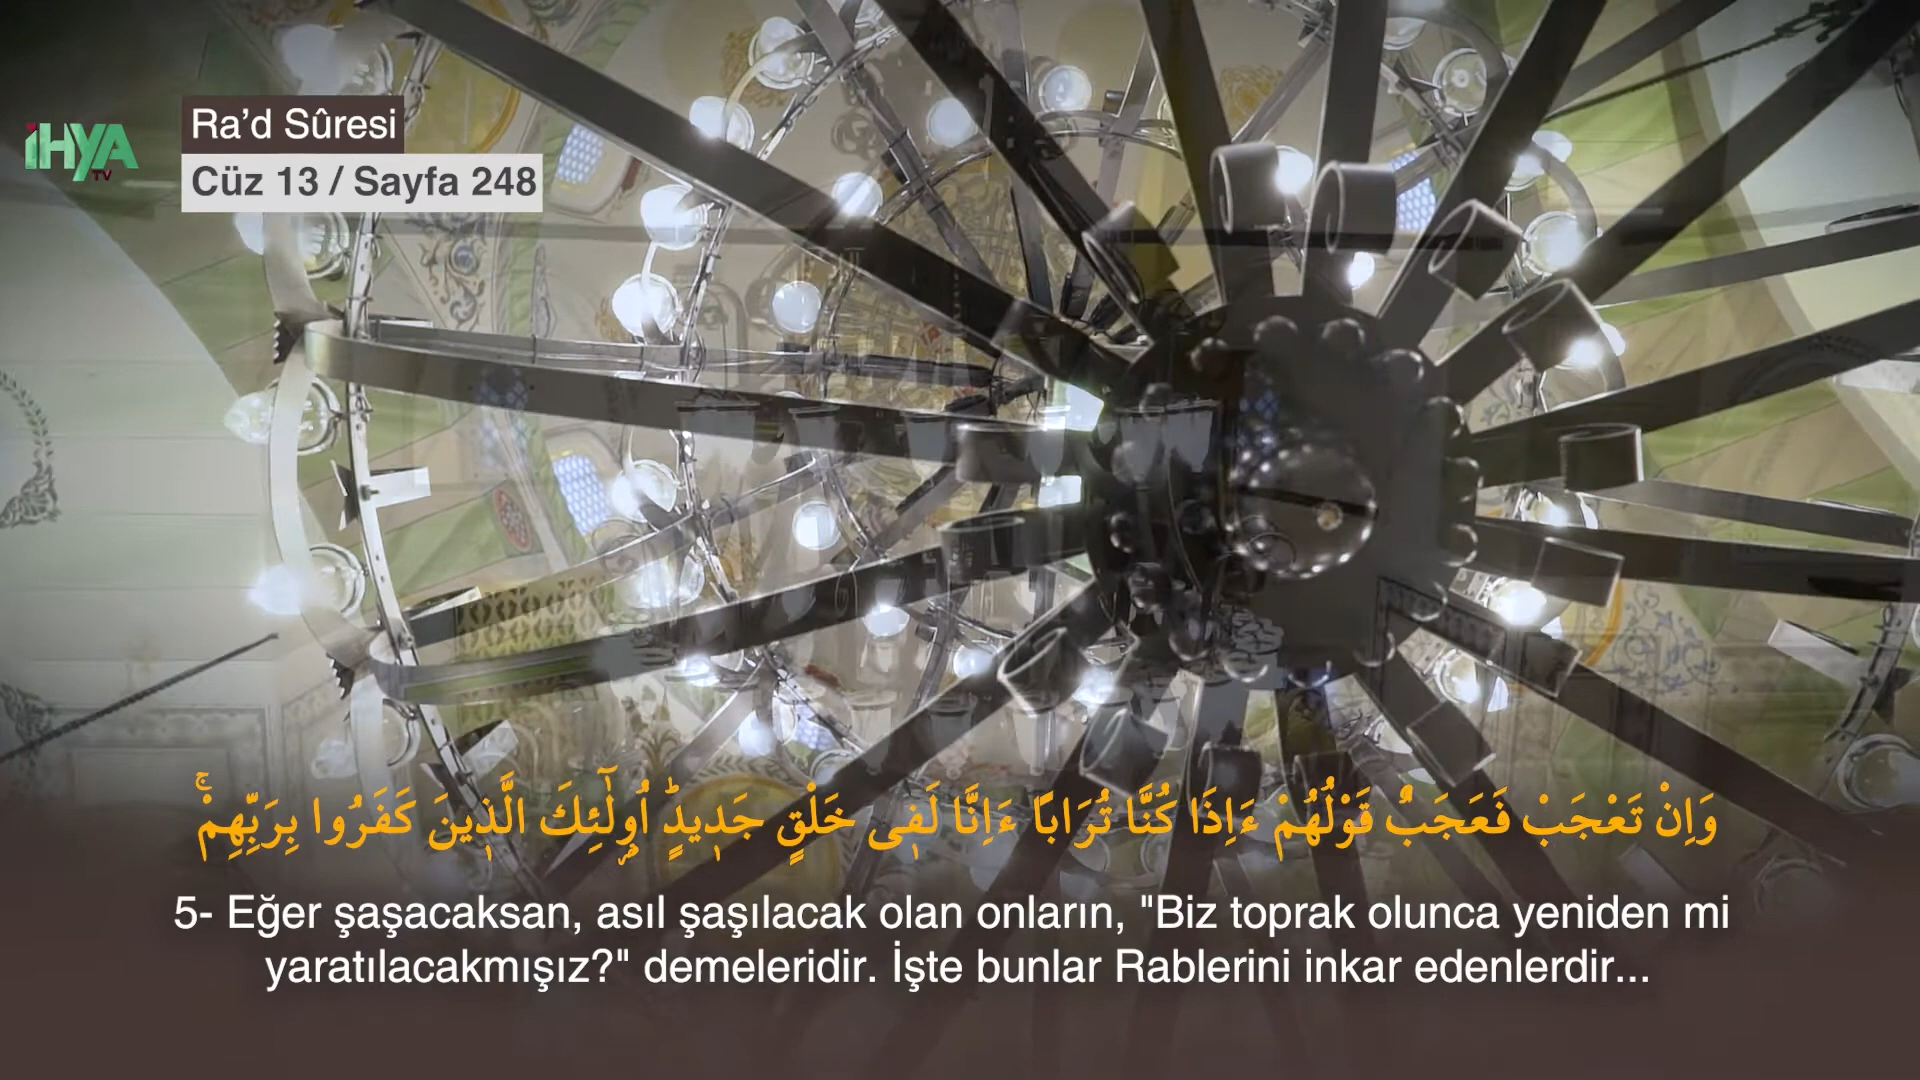 iHYA
TV
Ra’d Sûresi
Cüz 13 / Sayfa 248
وَاِنْ تَعْجَبْ فَعَجَبٌ قَوْلُهُمْ ءَاِذَا كُنَّا تُرَابًا ءَاِنَّا لَف۪ى خَلْقٍ جَد۪يدٍۜ اُو۬لٰٓئِكَ الَّذ۪ينَ كَفَرُوا بِرَبِّهِمْۚ
5- Eğer şaşacaksan, asıl şaşılacak olan onların, "Biz toprak olunca yeniden mi
yaratılacakmışız?" demeleridir. İşte bunlar Rablerini inkar edenlerdir...